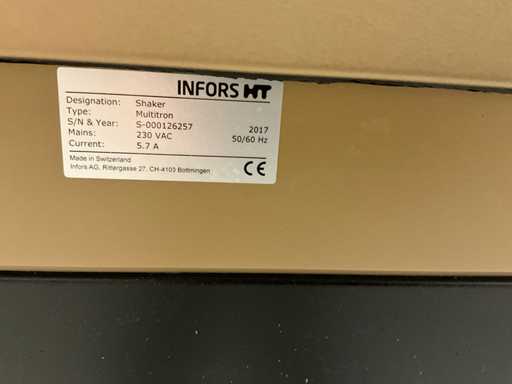 INFORS HT
Designation: Shaker
Type: Multitron
S/N & Year: S-000126257 2017
Mains: 230 VAC 50/60 Hz
Current: 5.7 A
Made in Switzerland
Infors AG, Rittergasse 27, CH-4103 Bottmingen
CE